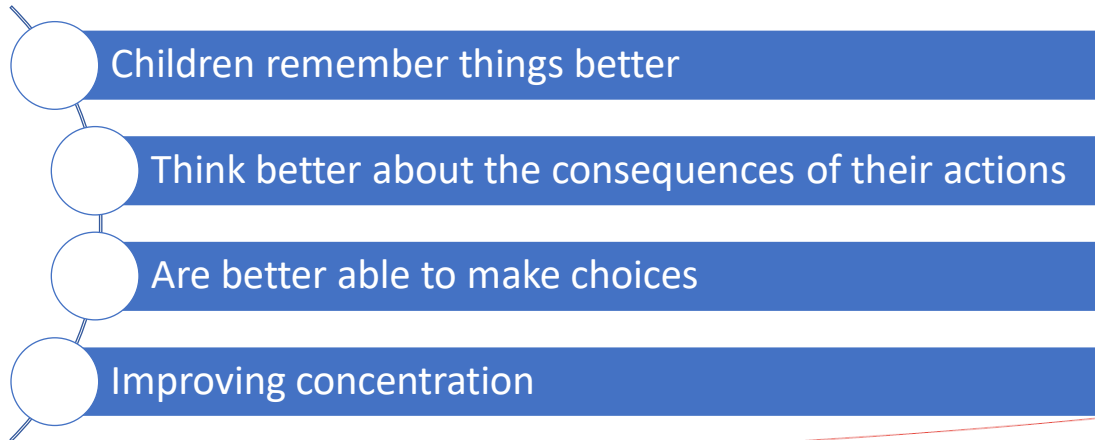 Children remember things better
Think better about the consequences of their actions
Are better able to make choices
Improving concentration